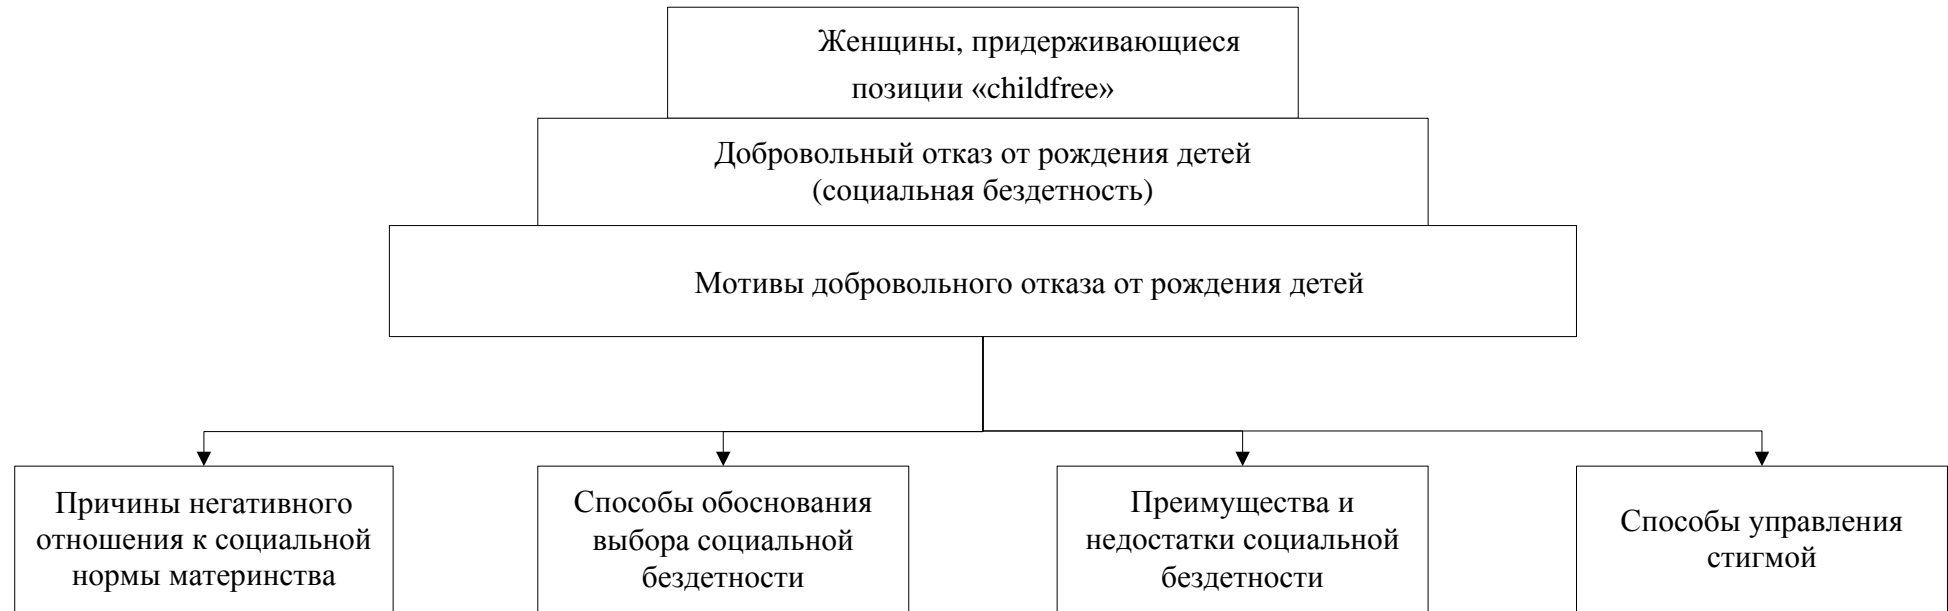 Женщины, придерживающиеся
позиции «childfree»
Добровольный отказ от рождения детей
(социальная бездетность)
Мотивы добровольного отказа от рождения детей
Причины негативного
отношения к социальной
нормы материнства
Способы обоснования
выбора социальной
бездетности
Преимущества и
недостатки социальной
бездетности
Способы управления
стигмой